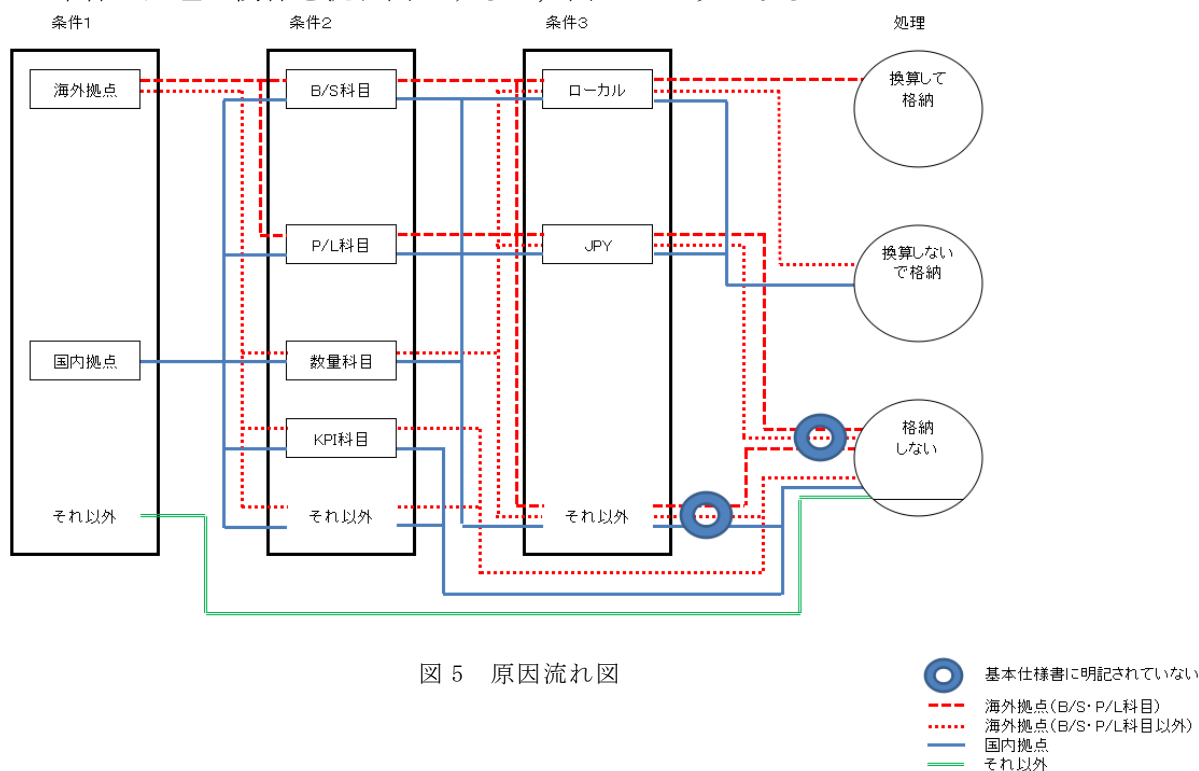 条件1
条件2
条件3
処理
海外拠点
B/S科目
ローカル
換算して
格納
P/L科目
JPY
換算しない
で格納
国内拠点
数量科目
KPI科目
格納
しない
それ以外
それ以外
それ以外
図5 原因流れ図
基本仕様書に明記されていない
海外拠点(B/S・P/L科目)
海外拠点(B/S・P/L科目以外)
国内拠点
それ以外